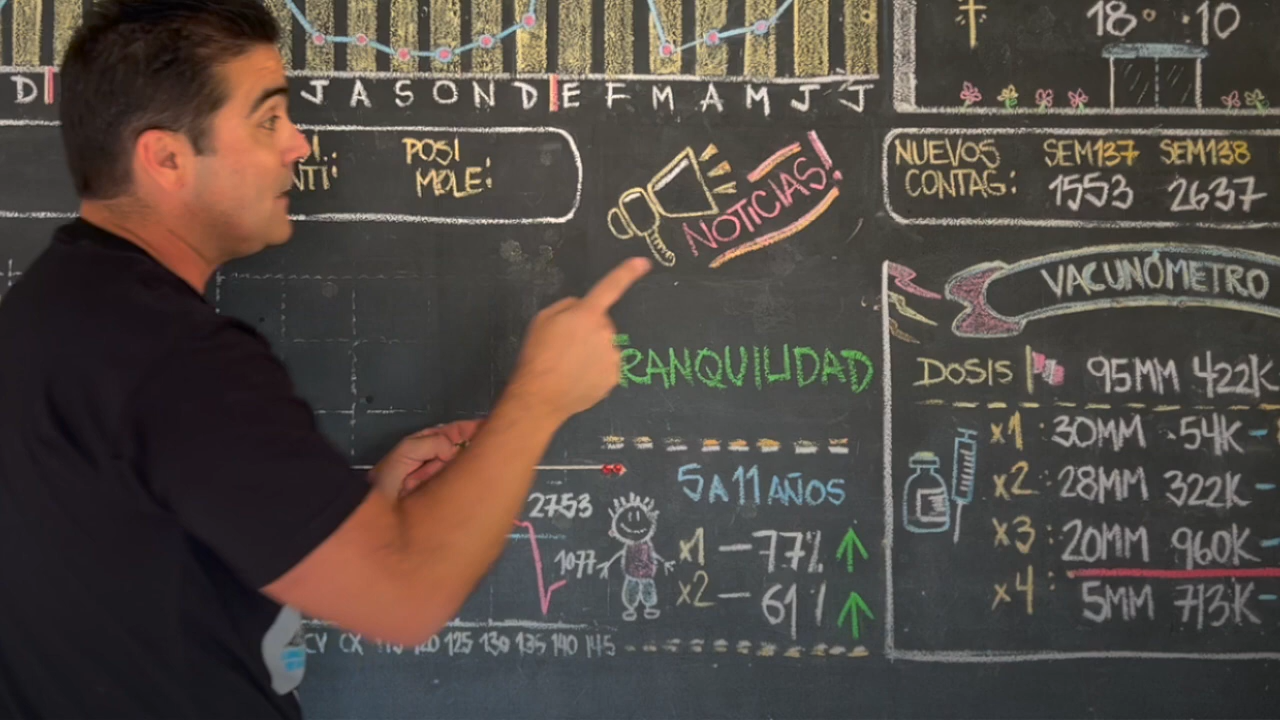 D J A S O N D E F M A M J J
18 10
POSI
MOLE:
NOTICIAS!
NUEVOS SEM137 SEM138
CONTAG: 1553 2637
VACUNÓMETRO
TRANQUILIDAD
DOSIS 95MM 422K
x1 : 30MM 54K -
x2 : 28MM 322K -
x3 : 20MM 960K -
x4 : 5MM 713K -
5 A 11 AÑOS
2753
x1 — 77%
1077
x2 — 61%
CV CX 115 120 125 130 135 140 145